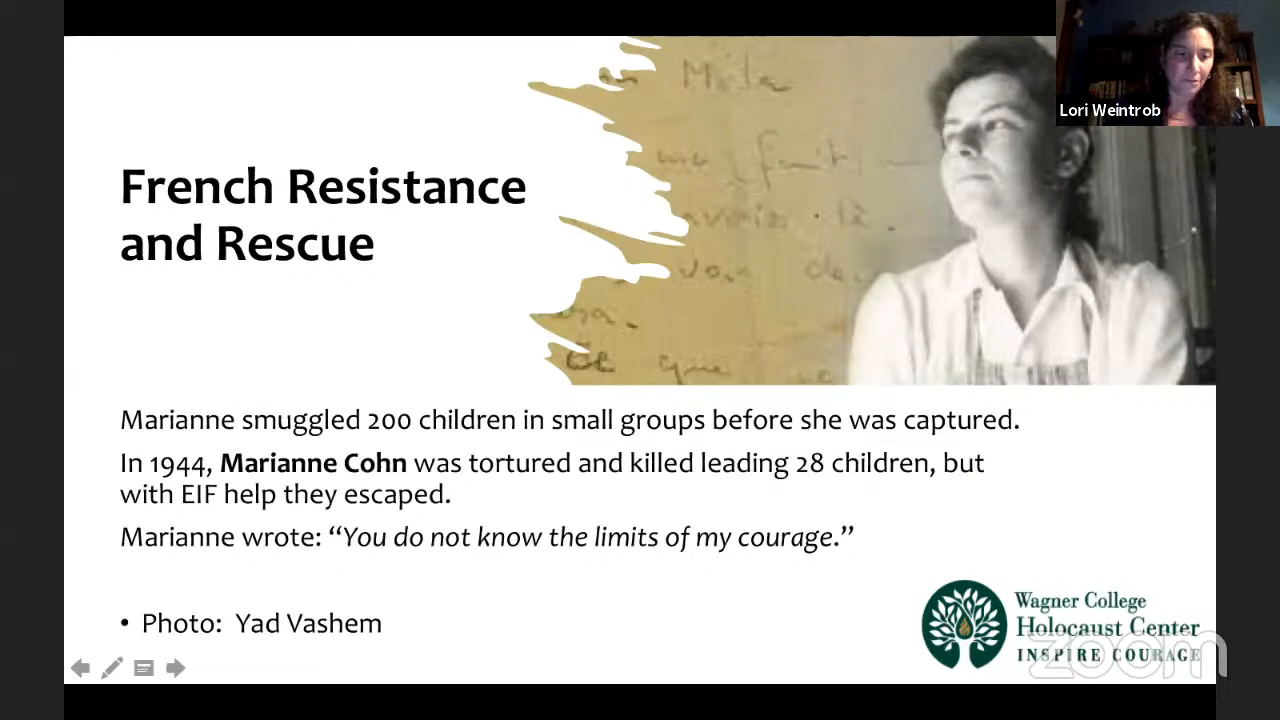 Lori Weintrob
French Resistance
and Rescue
Marianne smuggled 200 children in small groups before she was captured.
In 1944, Marianne Cohn was tortured and killed leading 28 children, but
with EIF help they escaped.
Marianne wrote: “You do not know the limits of my courage.”
• Photo: Yad Vashem
Wagner College
Holocaust Center
INSPIRE COURAGE
zoom
que